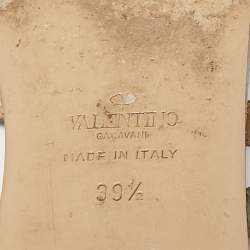 VALENTINO
GARAVANI
MADE IN ITALY
39½